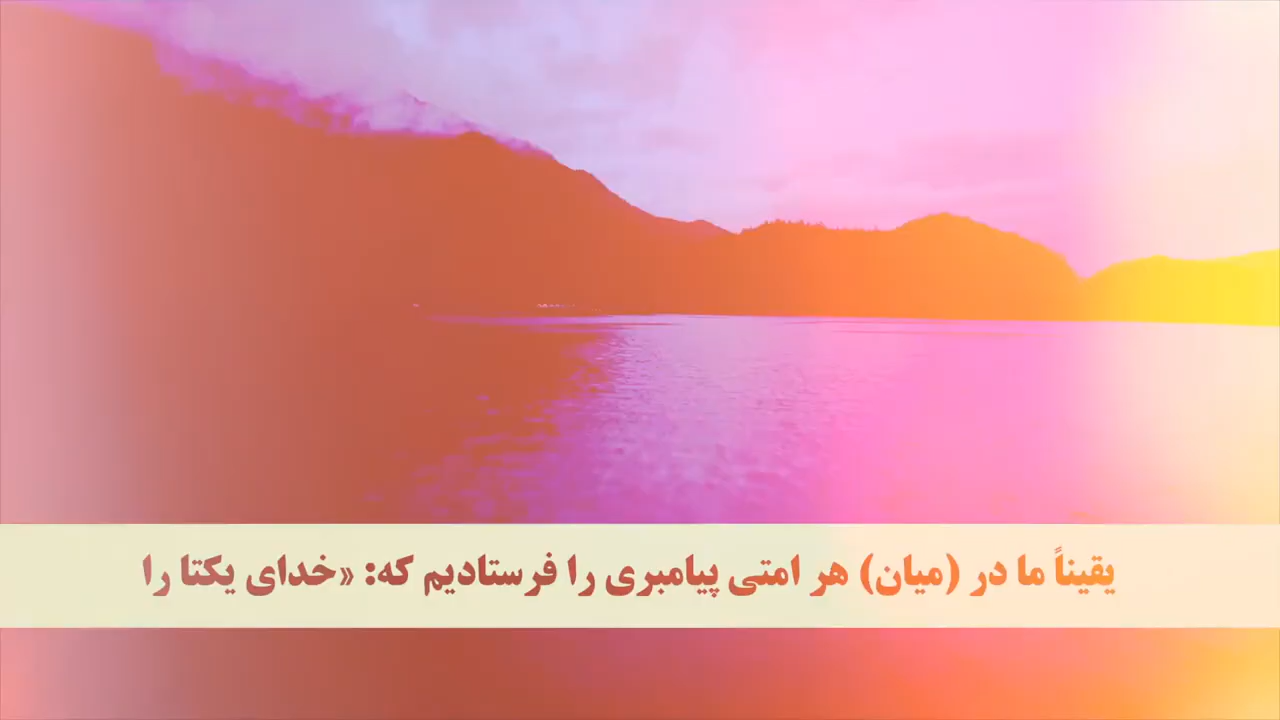 یقیناً ما در (میان) هر امتی پیامبری را فرستادیم که: «خدای یکتا را